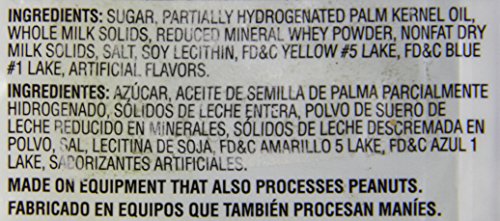 INGREDIENTS: SUGAR, PARTIALLY HYDROGENATED PALM KERNEL OIL,
WHOLE MILK SOLIDS, REDUCED MINERAL WHEY POWDER, NONFAT DRY
MILK SOLIDS, SALT, SOY LECITHIN, FD&C YELLOW #5 LAKE, FD&C BLUE
#1 LAKE, ARTIFICIAL FLAVORS.
INGREDIENTES: AZÚCAR, ACEITE DE SEMILLA DE PALMA PARCIALMENTE
HIDROGENADO, SÓLIDOS DE LECHE ENTERA, POLVO DE SUERO DE
LECHE REDUCIDO EN MINERALES, SÓLIDOS DE LECHE DESCREMADA EN
POLVO, SAL, LECITINA DE SOJA, FD&C AMARILLO 5 LAKE, FD&C AZUL 1
LAKE, SABORIZANTES ARTIFICIALES.
MADE ON EQUIPMENT THAT ALSO PROCESSES PEANUTS.
FABRICADO EN EQUIPOS QUE TAMBIÉN PROCESAN MANÍES.